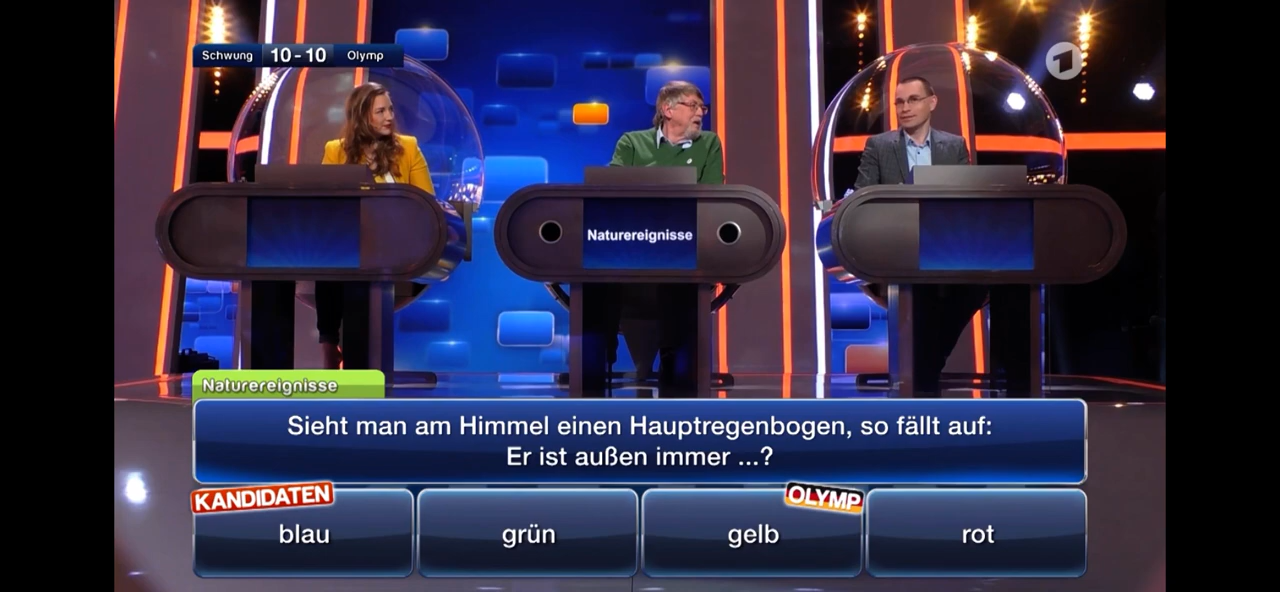 Schwung 10-10 Olymp
1
Naturereignisse
Naturereignisse
Sieht man am Himmel einen Hauptregenbogen, so fällt auf:
Er ist außen immer ...?
KANDIDATEN
OLYMP
blau
grün
gelb
rot